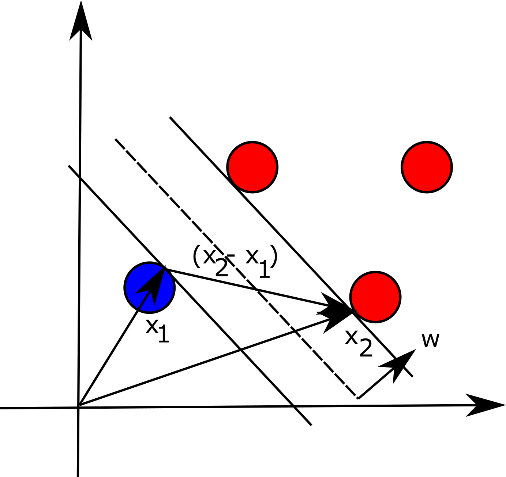 (x2- x1)
x1
x2
w